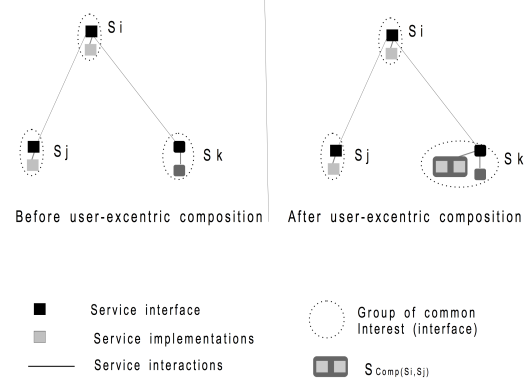 Si
Sj
Sk
Before user-excentric composition
Si
Sj
Sk
After user-excentric composition
Service interface
Service implementations
Service interactions
Group of common
Interest (interface)
S Comp(Si,Sj)